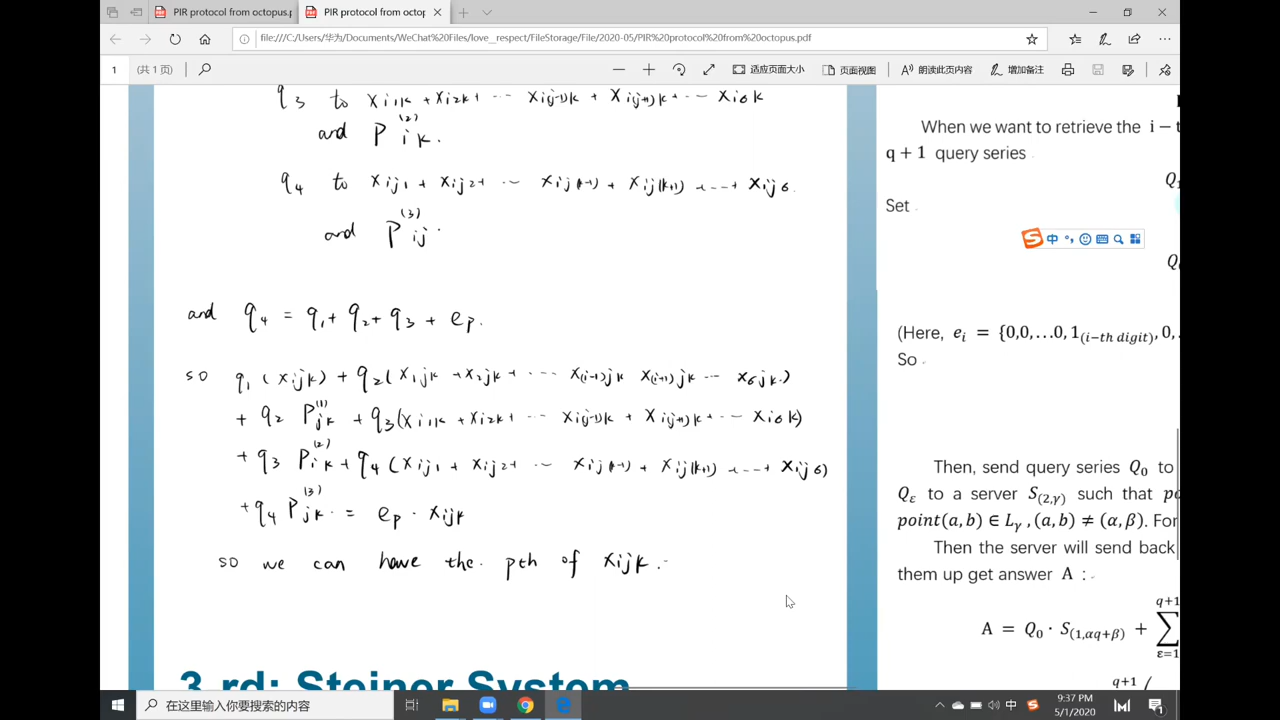 PIR protocol from octopus.p
PIR protocol from octop
file:///C:/Users/华为/Documents/WeChat%20Files/love_respect/FileStorage/File/2020-05/PIR%20protocol%20from%20octopus.pdf
1 (共 1 页)
适应页面大小
页面视图
朗读此页内容
增加备注
q3 to xi1k + xi2k + ... xi(j-1)k + xi(j+1)k + ... xi6k
and P(2)ik.
q4 to xij1 + xij2 + ... xij(k-1) + xij(k+1) + ... + xij6.
and P(3)ij.
and q4 = q1 + q2 + q3 + ep.
so q1(xijk) + q2(x1jk + x2jk + ... x(i-1)jk x(i+1)jk ... x6jk.)
+ q2 P(1)jk + q3(xi1k + xi2k + ... xi(j-1)k + xi(j+1)k + ... xi6k)
+ q3 P(2)ik + q4(xij1 + xij2 + ... xij(k-1) + xij(k+1) + ... + xij6)
+ q4 P(3)jk. = ep · xijk
so we can have the pth of xijk.
3 rd: Steiner System
When we want to retrieve the i − t
q + 1 query series
Q1
Set
中
Q
(Here, ei = {0,0, …0, 1(i−th digit), 0,
So
Then, send query series Q0 to
Qε to a server S(2,γ) such that po
point(a, b) ∈ Lγ , (a, b) ≠ (α, β). For
Then the server will send back
them up get answer A :
q+1
A = Q0 · S(1,αq+β) + ∑
ε=1
q+1
在这里输入你要搜索的内容
中
9:37 PM
5/1/2020
1